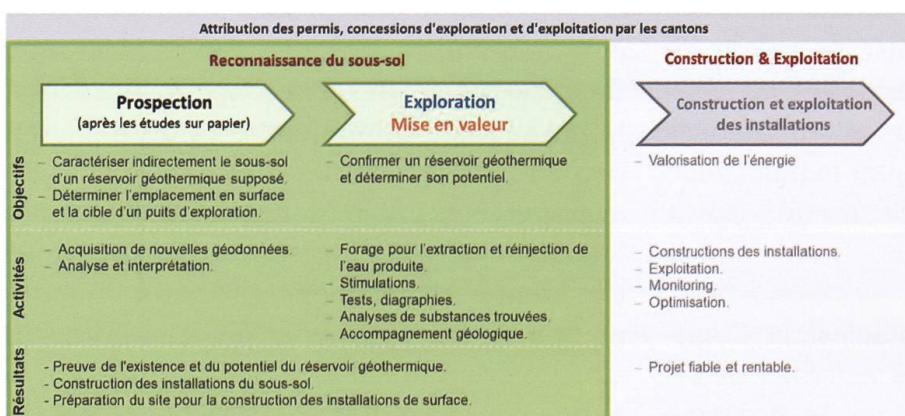 Attribution des permis, concessions d'exploration et d'exploitation par les cantons
Reconnaissance du sous-sol
Construction & Exploitation
Prospection
(après les études sur papier)
Exploration
Mise en valeur
Construction et exploitation
des installations
Objectifs
– Caractériser indirectement le sous-sol
d'un réservoir géothermique supposé.
– Déterminer l'emplacement en surface
et la cible d'un puits d'exploration.
– Confirmer un réservoir géothermique
et déterminer son potentiel.
– Valorisation de l'énergie
Activités
– Acquisition de nouvelles géodonnées.
– Analyse et interprétation.
– Forage pour l'extraction et réinjection de
l'eau produite.
– Stimulations.
– Tests, diagraphies.
– Analyses de substances trouvées.
– Accompagnement géologique.
– Constructions des installations.
– Exploitation.
– Monitoring.
– Optimisation.
Résultats
- Preuve de l'existence et du potentiel du réservoir géothermique.
- Construction des installations du sous-sol.
- Préparation du site pour la construction des installations de surface.
– Projet fiable et rentable.